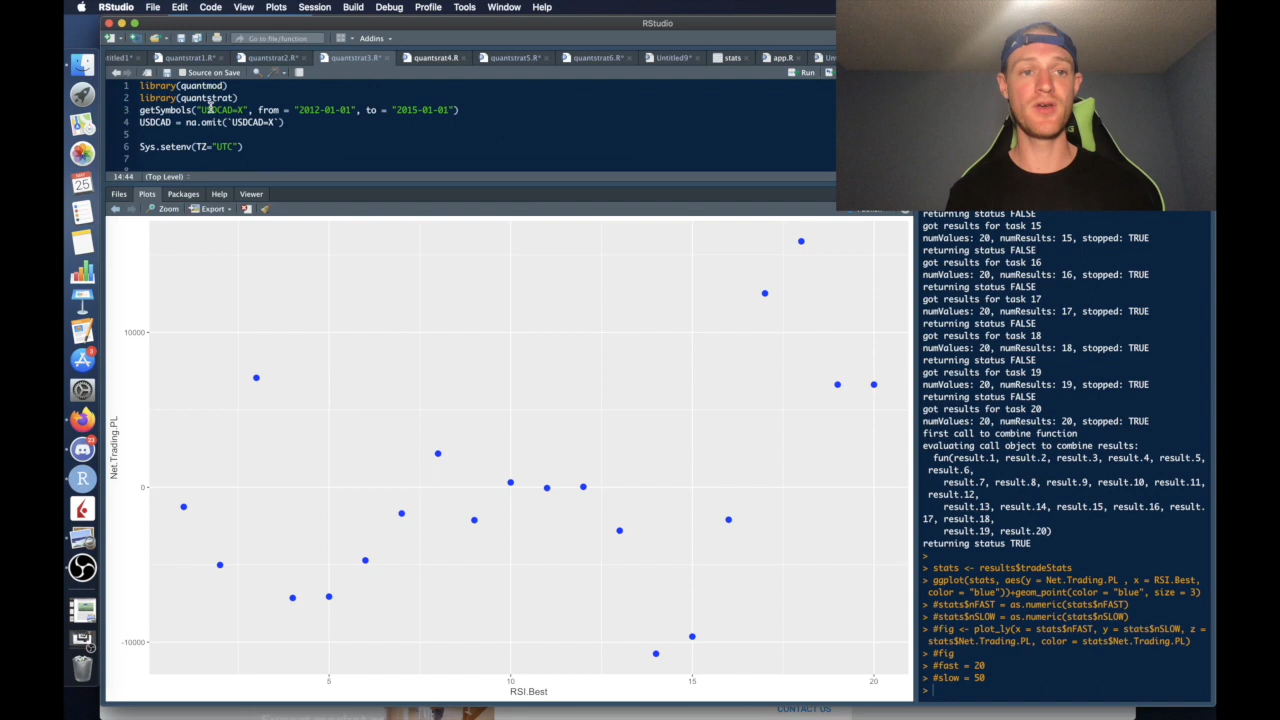 RStudio File Edit Code View Plots Session Build Debug Profile Tools Window Help
RStudio
Go to file/function Addins
ntitled1* quantsrat1.R* quantsrat2.R* quantsrat3.R* quantsrat4.R quantsrat5.R* quantsrat6.R* Untitled9* stats app.R
Source on Save Run
1 library(quantmod)
2 library(quantstrat)
3 getSymbols("USDCAD=X", from = "2012-01-01", to = "2015-01-01")
4 USDCAD = na.omit(`USDCAD=X`)
5
6 Sys.setenv(TZ="UTC")
7
14:44 (Top Level)
Files Plots Packages Help Viewer
Zoom Export
Net.Trading.PL
10000
0
-10000
5 10 15 20
RSI.Best
25
3
23
returning status FALSE
got results for task 15
numValues: 20, numResults: 15, stopped: TRUE
returning status FALSE
got results for task 16
numValues: 20, numResults: 16, stopped: TRUE
returning status FALSE
got results for task 17
numValues: 20, numResults: 17, stopped: TRUE
returning status FALSE
got results for task 18
numValues: 20, numResults: 18, stopped: TRUE
returning status FALSE
got results for task 19
numValues: 20, numResults: 19, stopped: TRUE
returning status FALSE
got results for task 20
numValues: 20, numResults: 20, stopped: TRUE
first call to combine function
evaluating call object to combine results:
fun(result.1, result.2, result.3, result.4, result.5,
result.6,
result.7, result.8, result.9, result.10, result.11,
result.12,
result.13, result.14, result.15, result.16, result.
17, result.18,
result.19, result.20)
returning status TRUE
>
> stats <- results$tradeStats
> ggplot(stats, aes(y = Net.Trading.PL , x = RSI.Best,
color = "blue"))+geom_point(color = "blue", size = 3)
> #stats$nFAST = as.numeric(stats$nFAST)
> #stats$nSLOW = as.numeric(stats$nSLOW)
> #fig <- plot_ly(x = stats$nFAST, y = stats$nSLOW, z =
stats$Net.Trading.PL, color = stats$Net.Trading.PL)
> #fig
> #fast = 20
> #slow = 50
>
CONTACT US